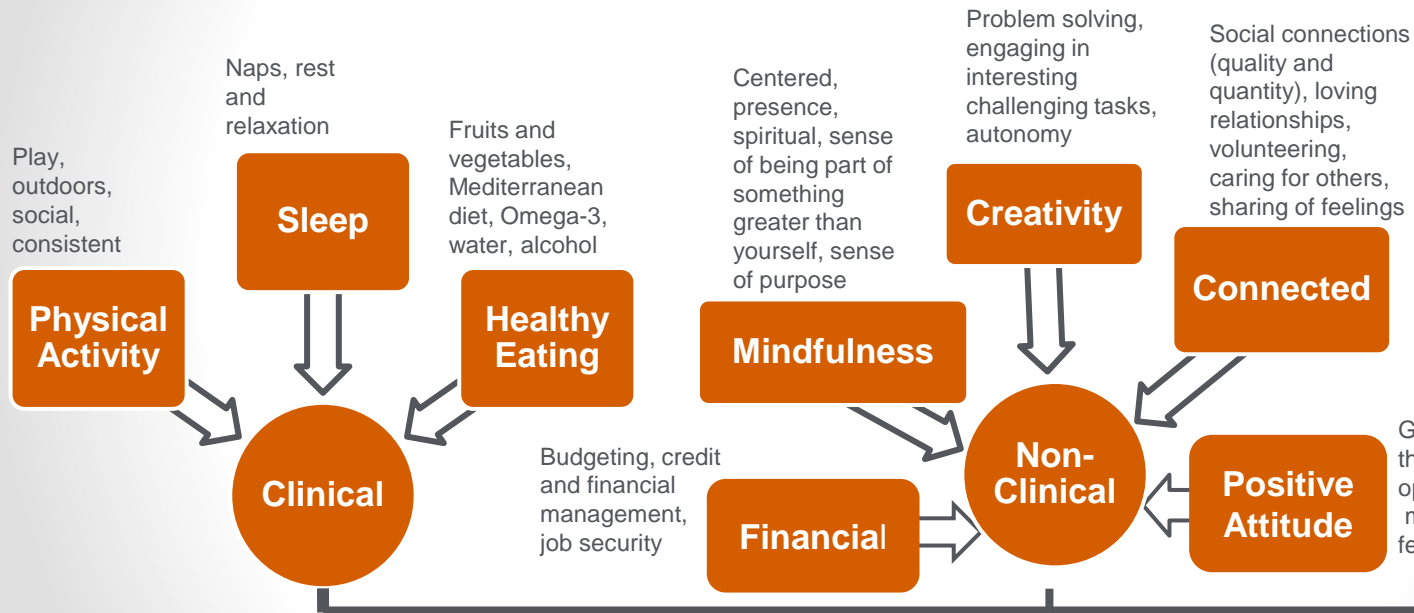 Play,
outdoors,
social,
consistent
Physical
Activity
Naps, rest
and
relaxation
Sleep
Fruits and
vegetables,
Mediterranean
diet, Omega-3,
water, alcohol
Healthy
Eating
Clinical
Centered,
presence,
spiritual, sense
of being part of
something
greater than
yourself, sense
of purpose
Mindfulness
Problem solving,
engaging in
interesting
challenging tasks,
autonomy
Creativity
Social connections
(quality and
quantity), loving
relationships,
volunteering,
caring for others,
sharing of feelings
Connected
Budgeting, credit
and financial
management,
job security
Financial
Non-
Clinical
Positive
Attitude